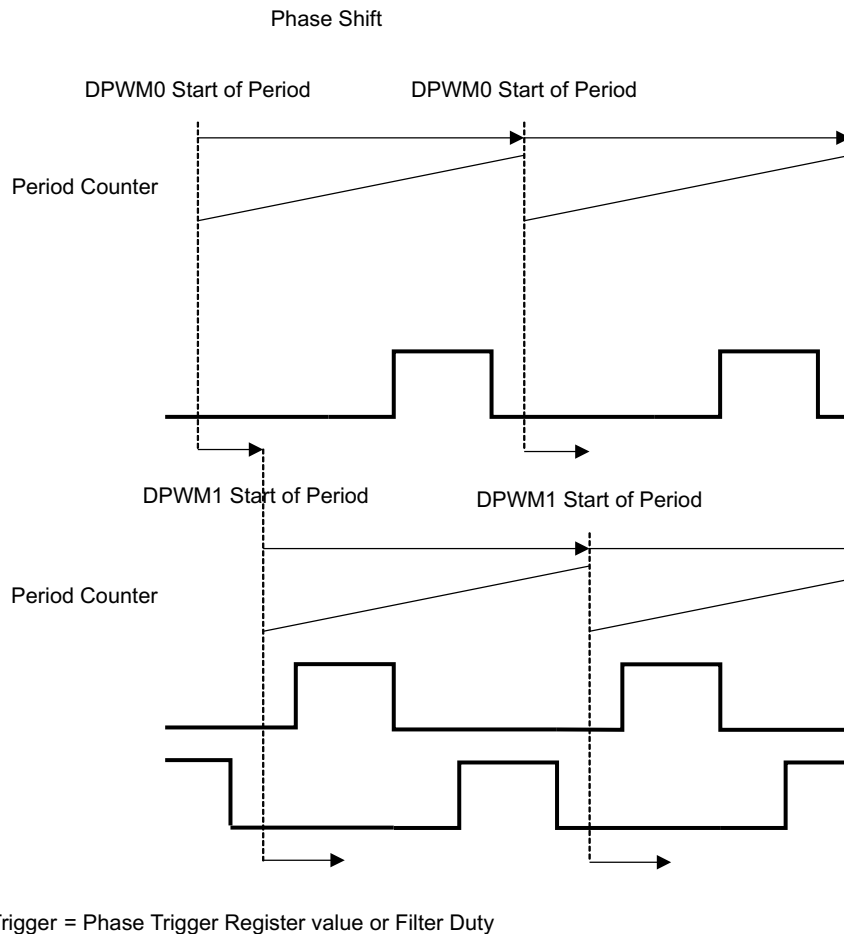 Phase Shift
DPWM0 Start of Period DPWM0 Start of Period
Period Counter
DPWM1 Start of Period DPWM1 Start of Period
Period Counter
= Phase Trigger Register value or Filter Duty